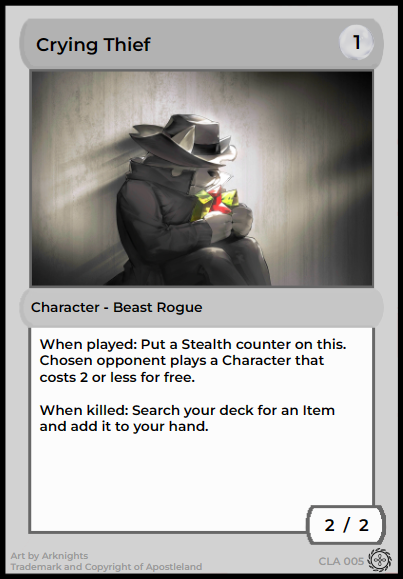 Crying Thief
1
Character - Beast Rogue
When played: Put a Stealth counter on this.
Chosen opponent plays a Character that
costs 2 or less for free.
When killed: Search your deck for an Item
and add it to your hand.
2 / 2
Art by Arknights
Trademark and Copyright of Apostleland
CLA 005